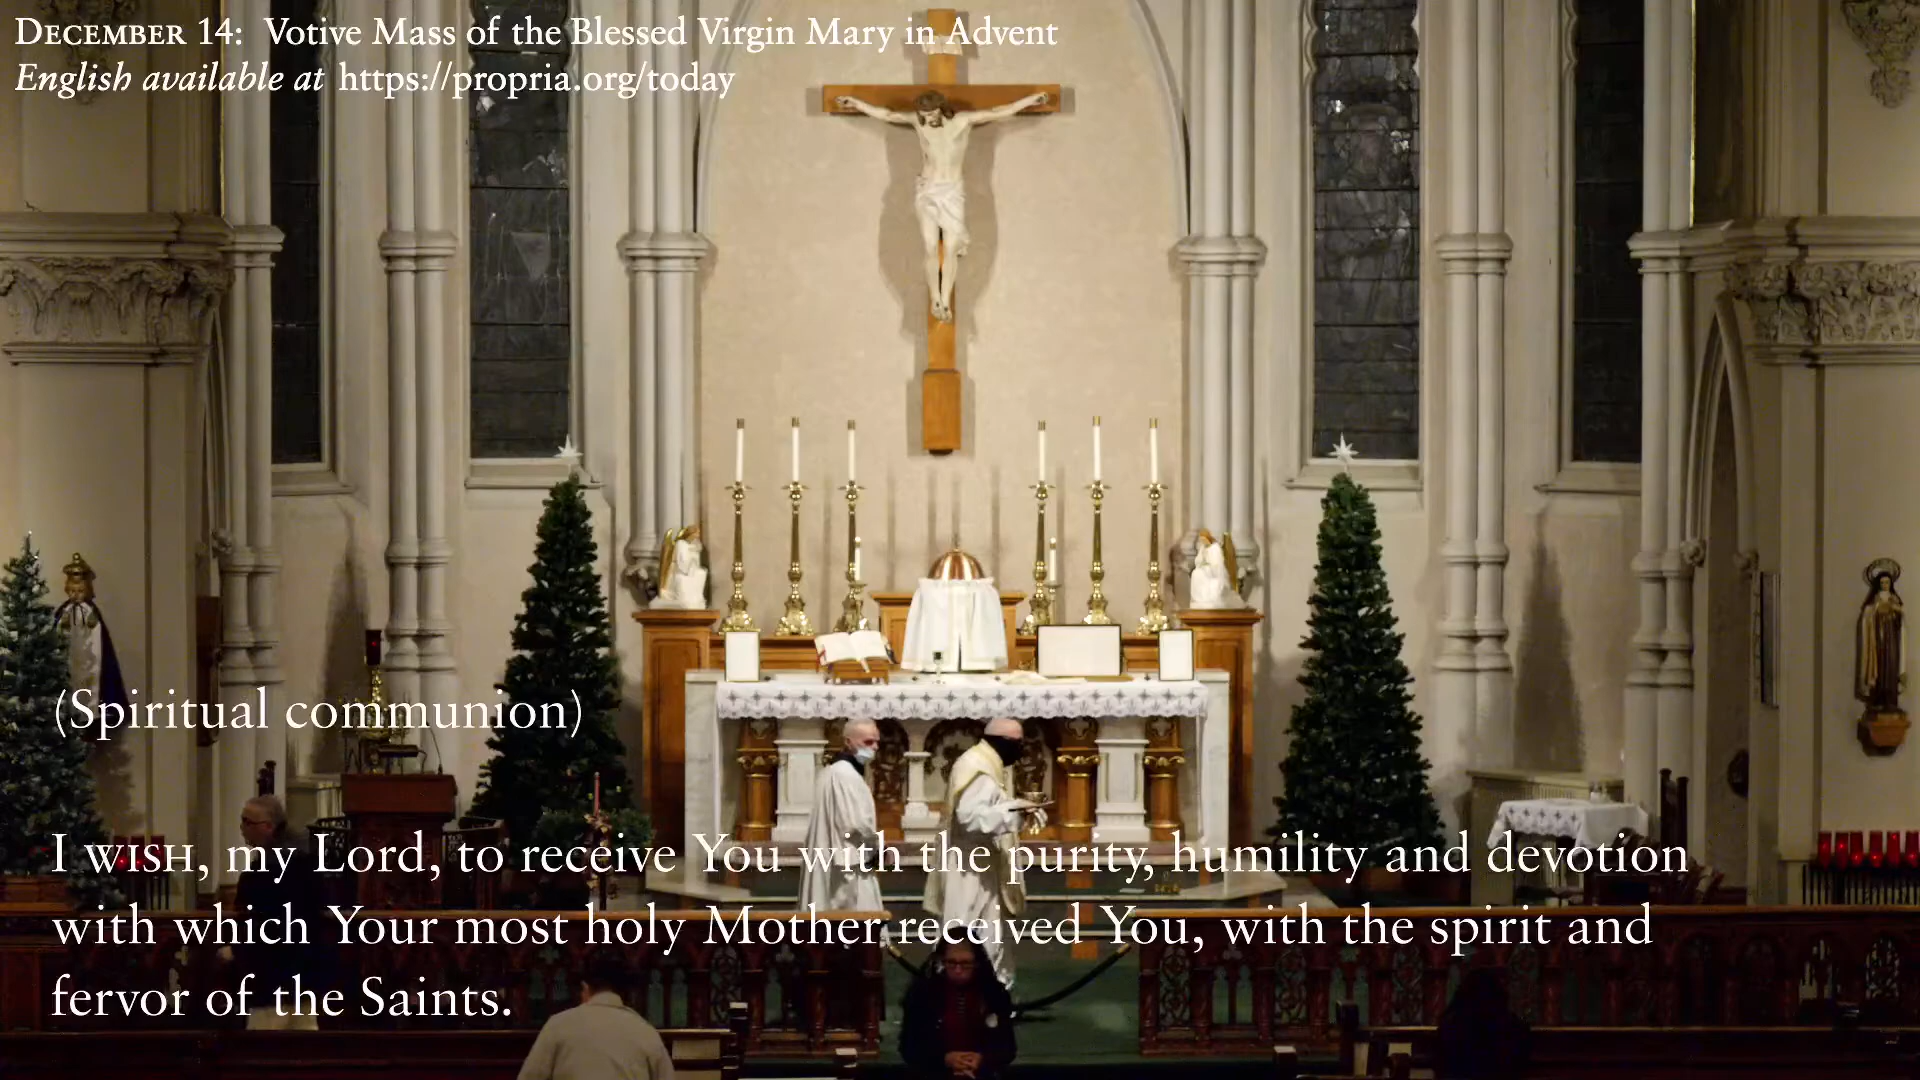 December 14: Votive Mass of the Blessed Virgin Mary in Advent
English available at https://propria.org/today
(Spiritual communion)
I WISH, my Lord, to receive You with the purity, humility and devotion
with which Your most holy Mother received You, with the spirit and
fervor of the Saints.